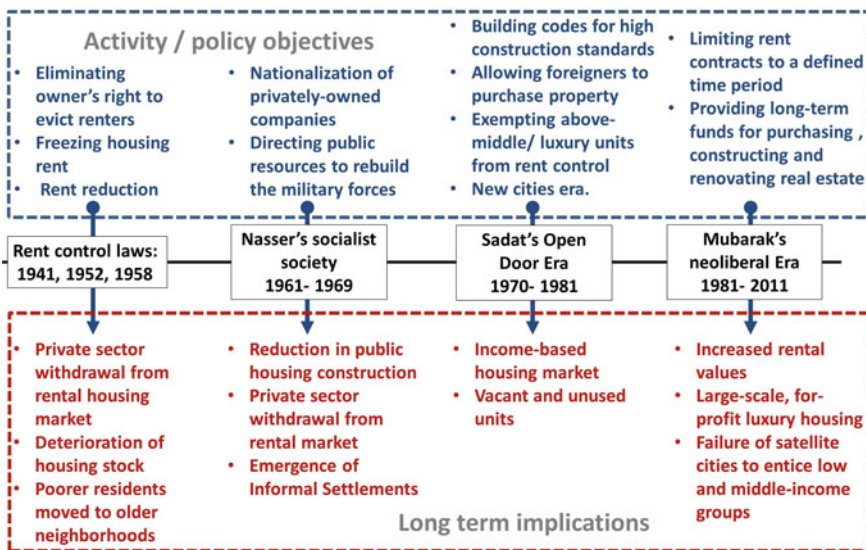 Activity / policy objectives
• Eliminating
owner's right to
evict renters
• Freezing housing
rent
• Rent reduction
• Nationalization of
privately-owned
companies
• Directing public
resources to rebuild
the military forces
• Building codes for high
construction standards
• Allowing foreigners to
purchase property
• Exempting above-
middle/ luxury units
from rent control
• New cities era.
• Limiting rent
contracts to a defined
time period
• Providing long-term
funds for purchasing ,
constructing and
renovating real estate
Rent control laws:
1941, 1952, 1958
Nasser's socialist
society
1961- 1969
Sadat's Open
Door Era
1970- 1981
Mubarak's
neoliberal Era
1981- 2011
• Private sector
withdrawal from
rental housing
market
• Deterioration of
housing stock
• Poorer residents
moved to older
neighborhoods
• Reduction in public
housing construction
• Private sector
withdrawal from
rental market
• Emergence of
Informal Settlements
• Income-based
housing market
• Vacant and unused
units
• Increased rental
values
• Large-scale, for-
profit luxury housing
• Failure of satellite
cities to entice low
and middle-income
groups
Long term implications